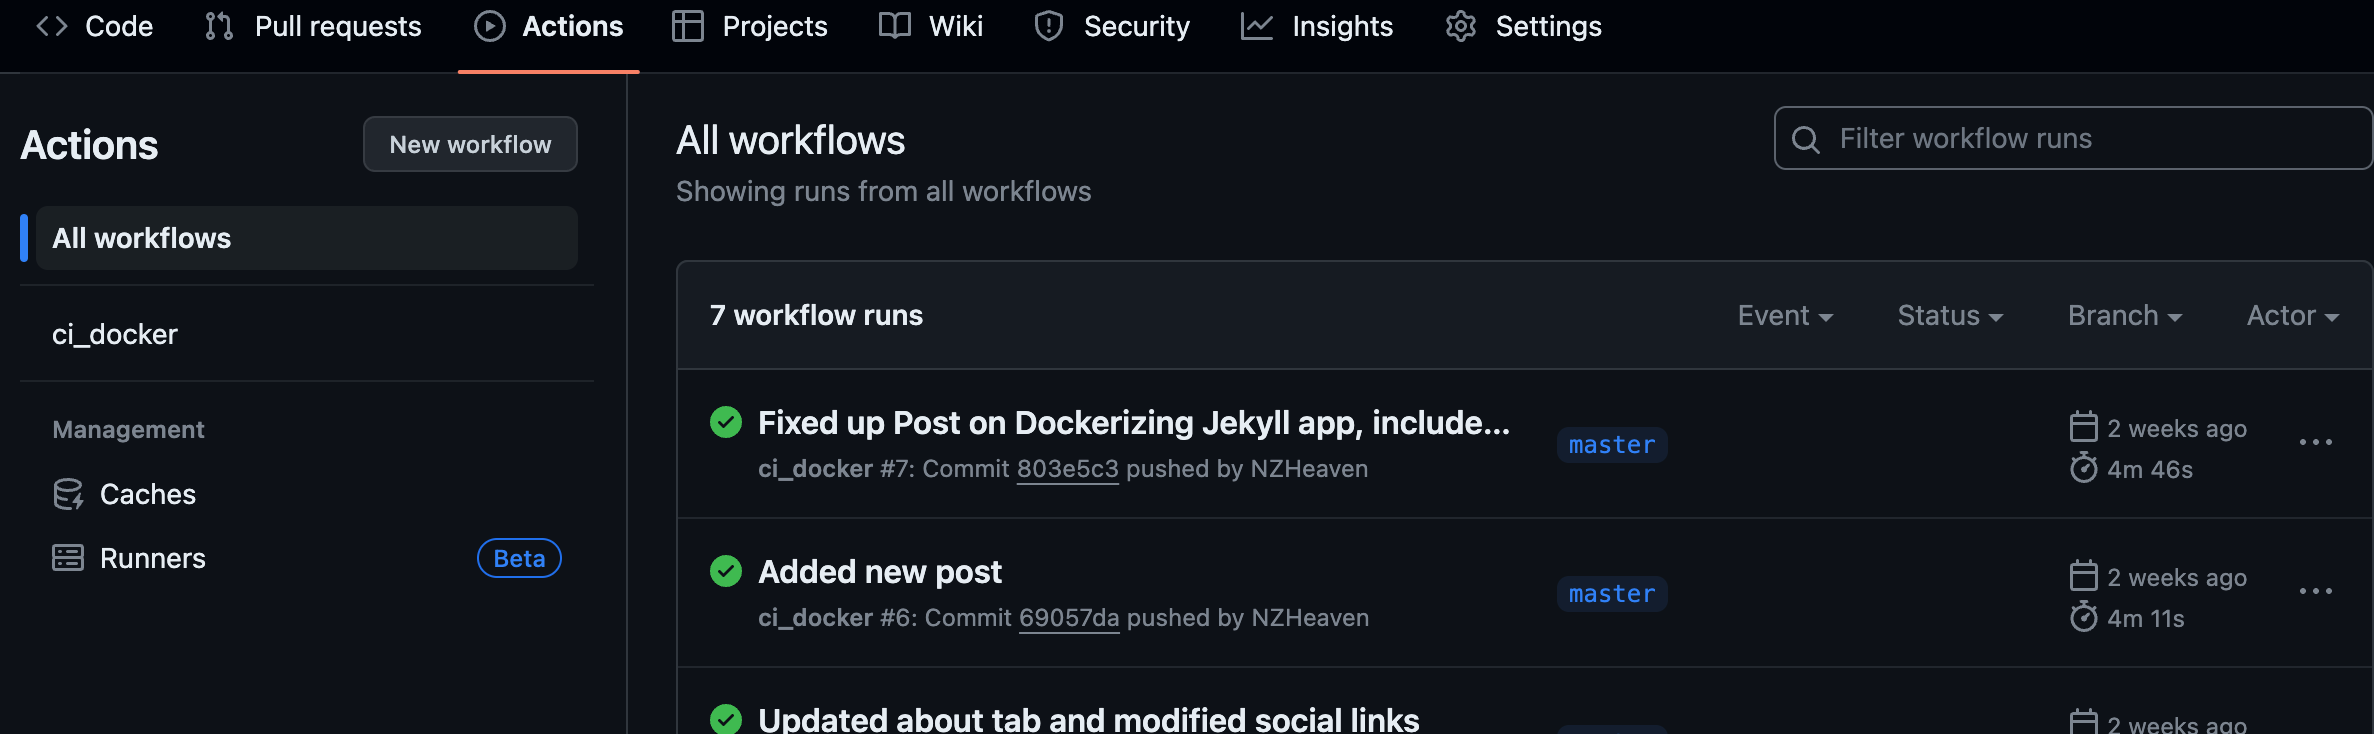 Code Pull requests Actions Projects Wiki Security Insights Settings
Actions
New workflow
All workflows
ci_docker
Management
Caches
Runners Beta
All workflows
Showing runs from all workflows
Filter workflow runs
7 workflow runs Event Status Branch Actor
Fixed up Post on Dockerizing Jekyll app, include...
ci_docker #7: Commit 803e5c3 pushed by NZHeaven
master
2 weeks ago
4m 46s
Added new post
ci_docker #6: Commit 69057da pushed by NZHeaven
master
2 weeks ago
4m 11s
Updated about tab and modified social links
2 weeks ago